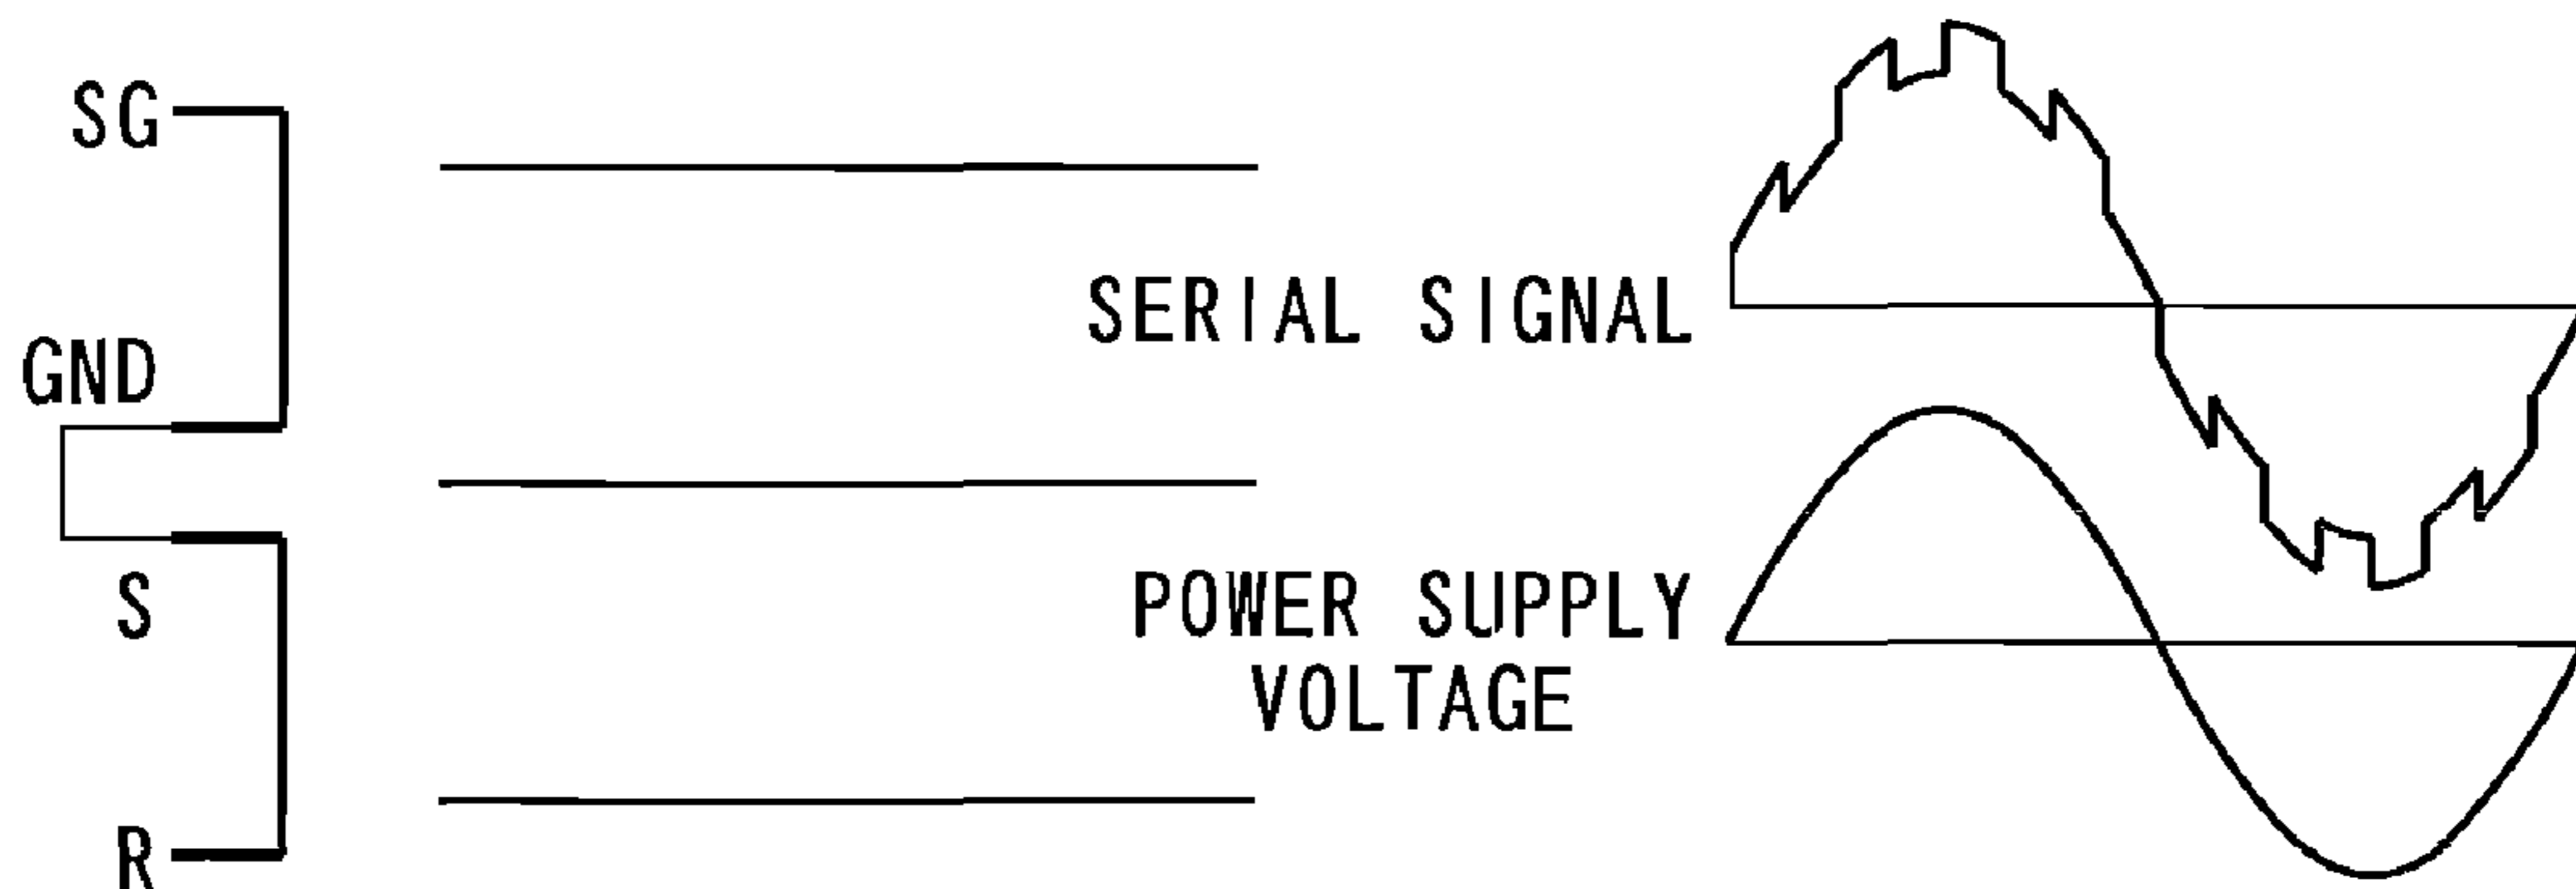 SG
SERIAL SIGNAL
GND
S
POWER SUPPLY
VOLTAGE
R